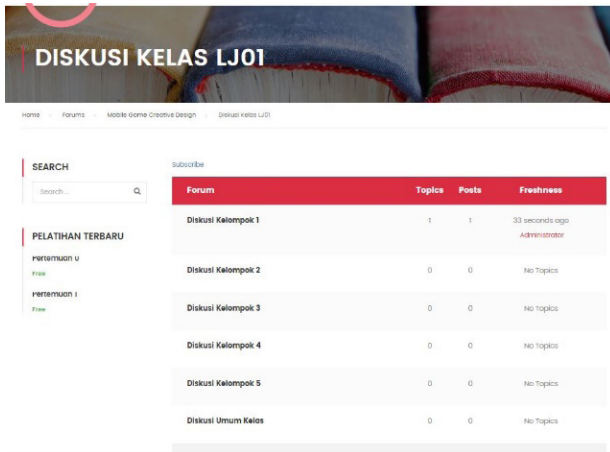 DISKUSI KELAS LJ01
Home Forums Mobile Game Creative Design Diskusi Kelas LJ01
SEARCH
Search...
PELATIHAN TERBARU
Pertemuan 0
Free
Pertemuan 1
Free
Subscribe
Forum Topics Posts Freshness
Diskusi Kelompok 1 1 1 33 seconds ago
Administrator
Diskusi Kelompok 2 0 0 No Topics
Diskusi Kelompok 3 0 0 No Topics
Diskusi Kelompok 4 0 0 No Topics
Diskusi Kelompok 5 0 0 No Topics
Diskusi Umum Kelas 0 0 No Topics